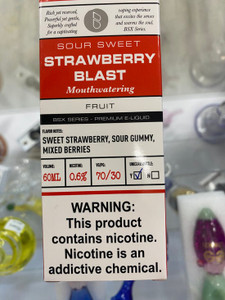 Rich yet reserved,
Powerful yet gentle,
Superbly crafted
for a captivating
vaping experience
that excites the senses
and soothes the soul.
BSX Series.
BSX
SOUR SWEET
STRAWBERRY
BLAST
Mouthwatering
FRUIT
BSX SERIES - PREMIUM E-LIQUID
FLAVOR NOTES:
SWEET STRAWBERRY, SOUR GUMMY,
MIXED BERRIES
VOLUME: NICOTINE: VG/PG:
60ML 0.6% 70/30 Y N
WARNING:
This product
contains nicotine.
Nicotine is an
addictive chemical.